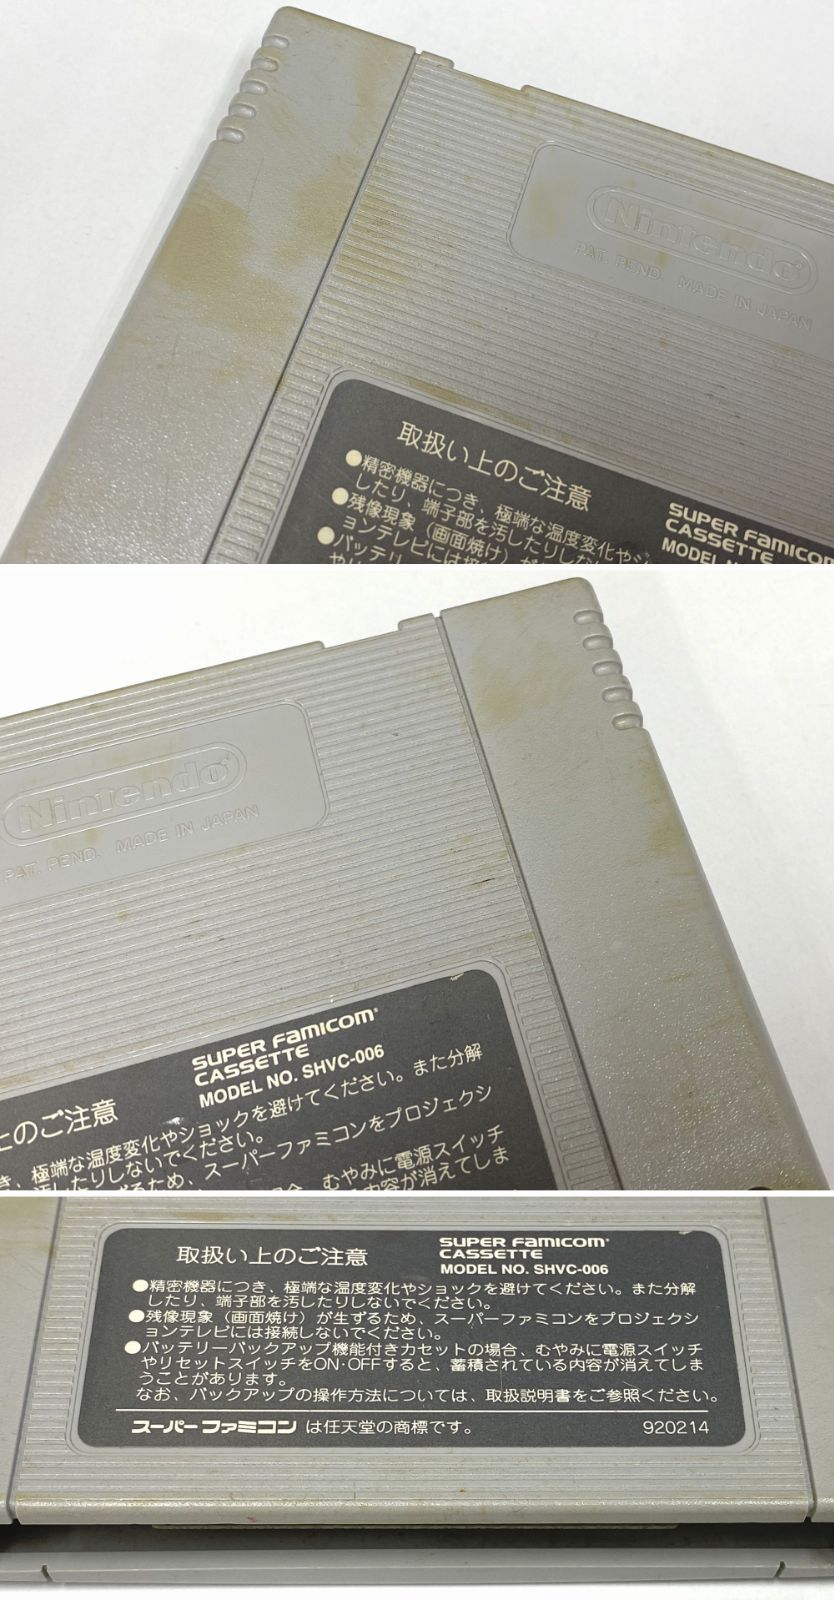 Nintendo®
PAT. PEND. MADE IN JAPAN
取扱い上のご注意
●精密機器につき、極端な温度変化や
したり、端子部を汚したりしな
●残像現象（画面焼け）が
ョンテレビには接
●バッテリ
SUPER FAMICOM
CASSETTE
MODEL
Nintendo®
PAT. PEND. MADE IN JAPAN
SUPER FAMICOM®
CASSETTE
MODEL NO. SHVC-006
上のご注意
き、極端な温度変化やショックを避けてください。また分解
汚したりしないでください。
るため、スーパーファミコンをプロジェクシ
場合、むやみに電源スイッチ
内容が消えてしま
取扱い上のご注意
SUPER FAMICOM®
CASSETTE
MODEL NO. SHVC-006
●精密機器につき、極端な温度変化やショックを避けてください。また分解
したり、端子部を汚したりしないでください。
●残像現象（画面焼け）が生ずるため、スーパーファミコンをプロジェクシ
ョンテレビには接続しないでください。
●バッテリーバックアップ機能付きカセットの場合、むやみに電源スイッチ
やリセットスイッチをON·OFFすると、蓄積されている内容が消えてしま
うことがあります。
なお、バックアップの操作方法については、取扱説明書をご参照ください。
スーパーファミコン は任天堂の商標です。
920214